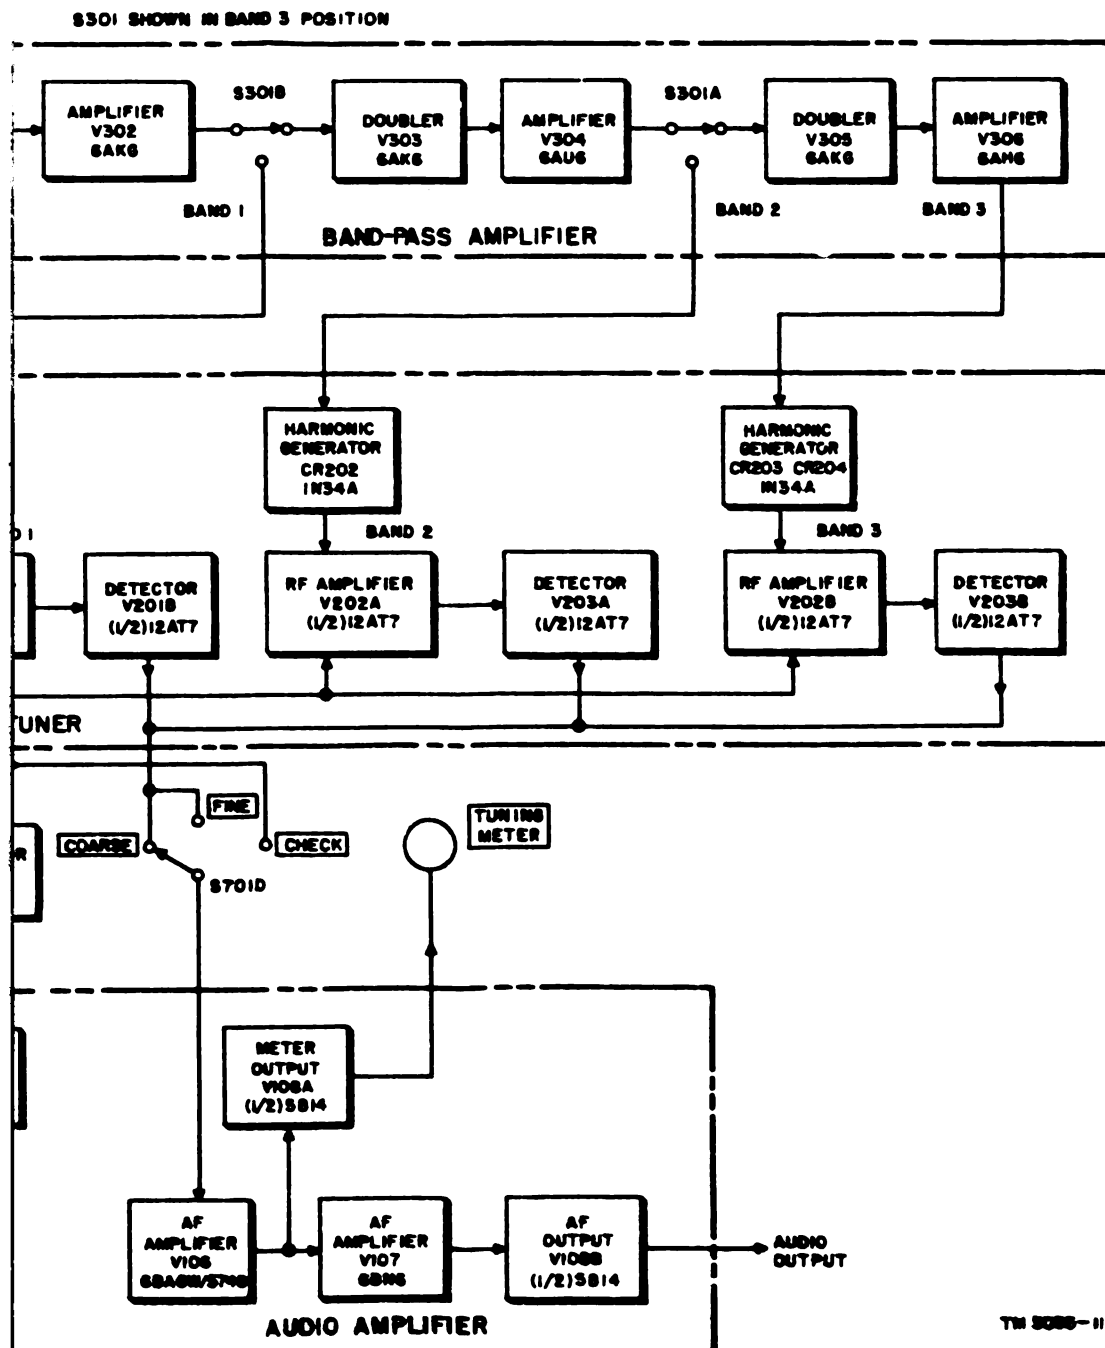 S301 SHOWN IN BAND 3 POSITION
AMPLIFIER
V302
6AK6
S301B
DOUBLER
V303
6AK6
AMPLIFIER
V304
6AU6
S301A
DOUBLER
V305
6AK6
AMPLIFIER
V306
6AH6
BAND 1
BAND 2
BAND 3
BAND-PASS AMPLIFIER
HARMONIC
GENERATOR
CR202
1N34A
HARMONIC
GENERATOR
CR203 CR204
1N34A
D 1
BAND 2
BAND 3
DETECTOR
V201B
(1/2)12AT7
RF AMPLIFIER
V202A
(1/2)12AT7
DETECTOR
V203A
(1/2)12AT7
RF AMPLIFIER
V202B
(1/2)12AT7
DETECTOR
V203B
(1/2)12AT7
TUNER
FINE
COARSE
CHECK
S701D
TUNING
METER
OR
METER
OUTPUT
V108A
(1/2)5814
AF
AMPLIFIER
V106
AF
AMPLIFIER
V107
6BN6
AF
OUTPUT
V108B
(1/2)5814
AUDIO
OUTPUT
AUDIO AMPLIFIER
TM